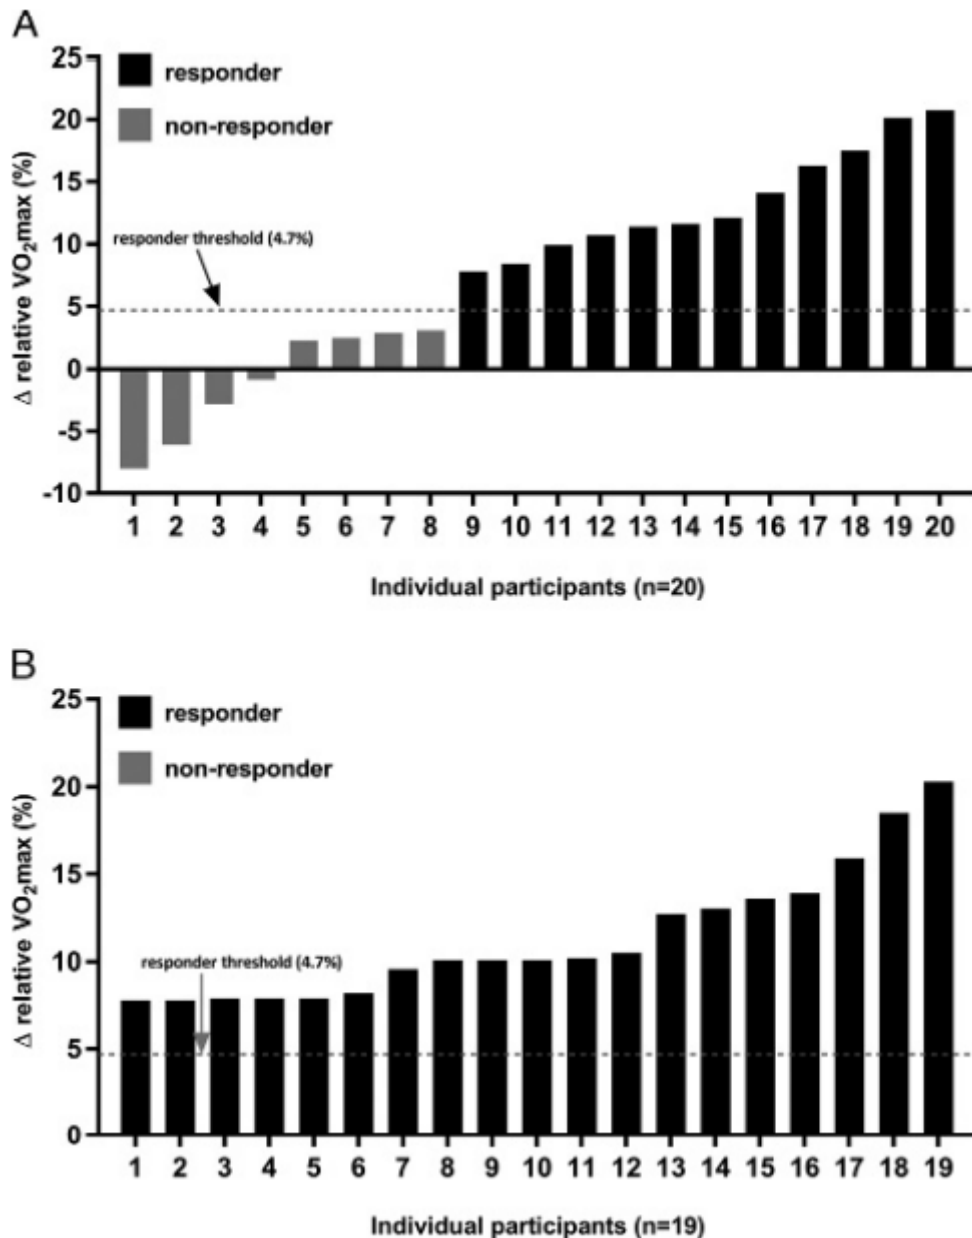 A
25
20
15
10
5
0
-5
-10
Δ relative VO₂max (%)
responder
non-responder
responder threshold (4.7%)
1 2 3 4 5 6 7 8 9 10 11 12 13 14 15 16 17 18 19 20
Individual participants (n=20)
B
25
20
15
10
5
0
Δ relative VO₂max (%)
responder
non-responder
responder threshold (4.7%)
1 2 3 4 5 6 7 8 9 10 11 12 13 14 15 16 17 18 19
Individual participants (n=19)